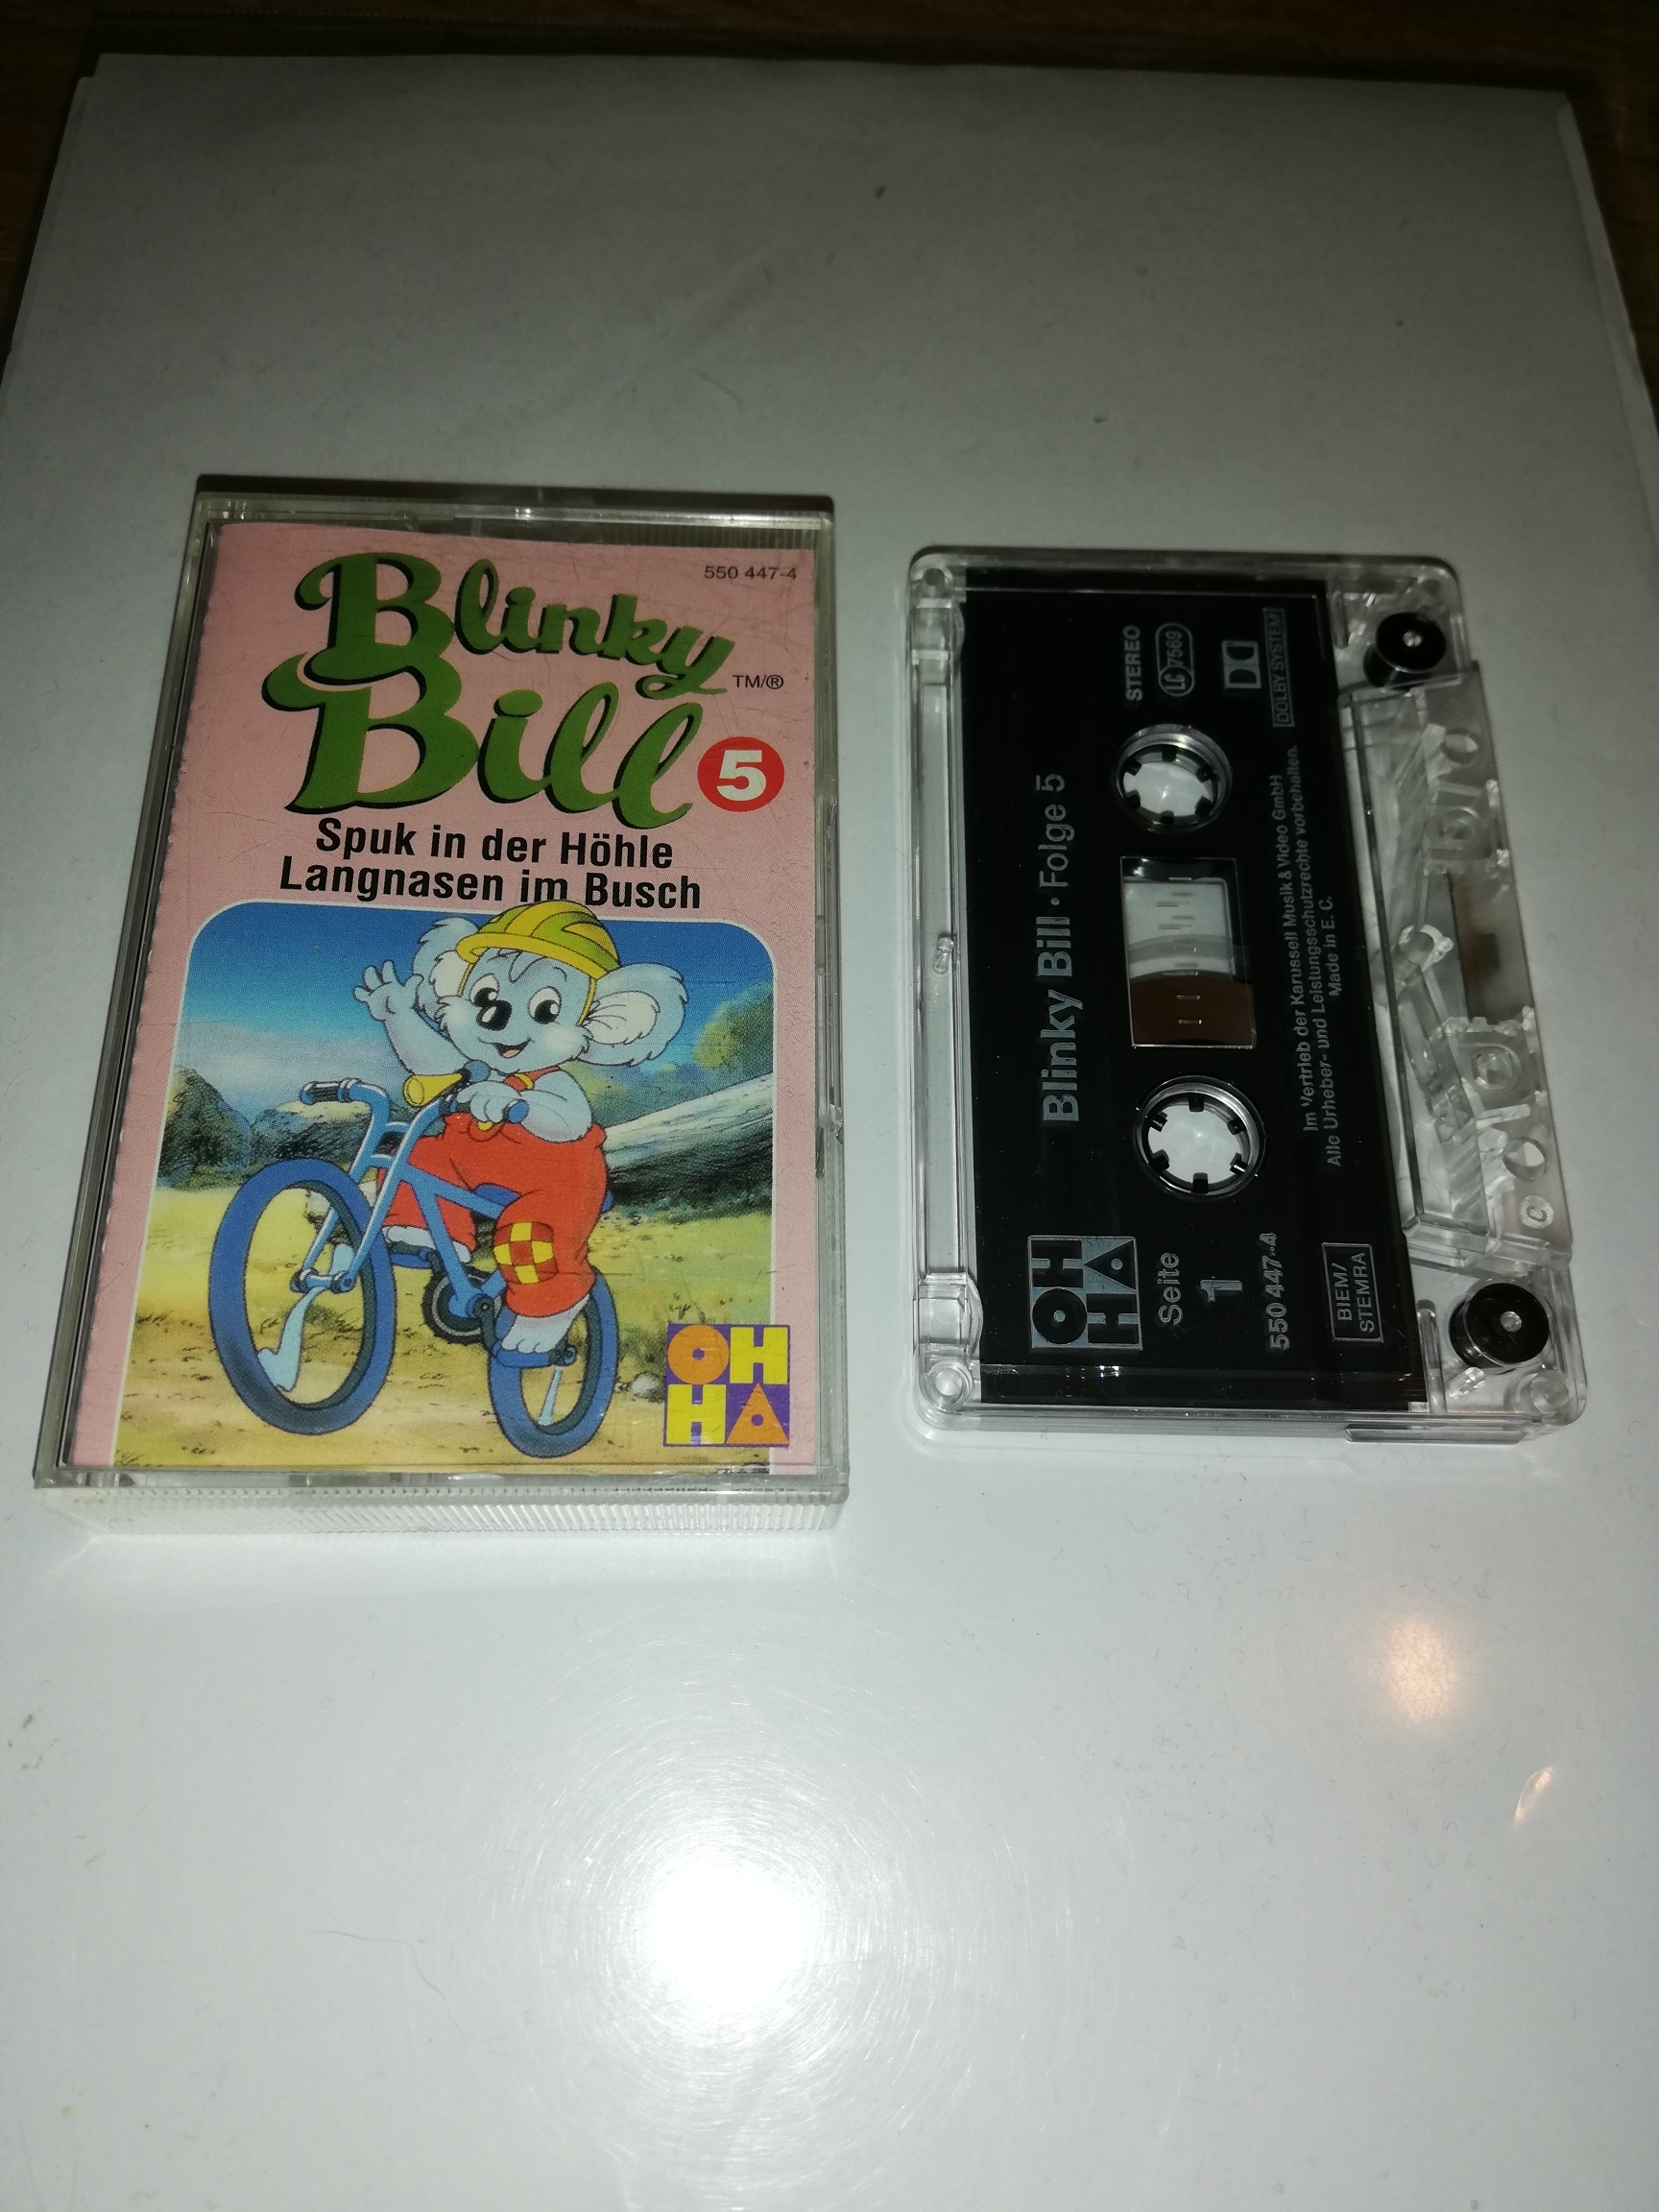 550 447-4
Blinky
Bill
TM/®
5
Spuk in der Höhle
Langnasen im Busch
OH
HA
OH
HA
Seite
1
550 447-4
BIEM/
STEMRA
Blinky Bill · Folge 5
STEREO
LC 7569
DOLBY SYSTEM
Im Vertrieb der Karussell Musik & Video GmbH
Alle Urheber- und Leistungsschutzrechte vorbehalten.
Made in E. C.
C